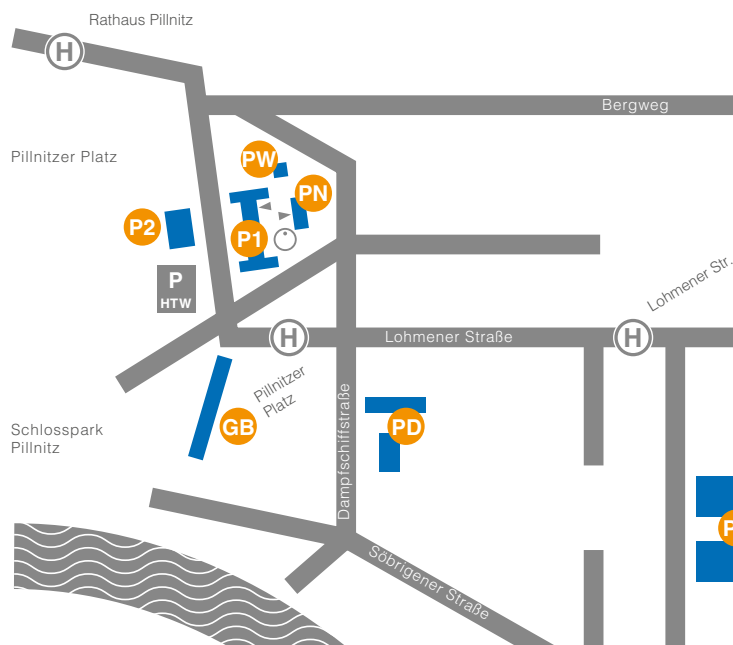 Rathaus Pillnitz
H
Bergweg
Pillnitzer Platz
PW
PN
P2
P1
P
HTW
Lohmener Str.
H
Lohmener Straße
H
Pillnitzer
Platz
Dampfschiffstraße
GB
PD
Schlosspark
Pillnitz
P
Söbrigener Straße